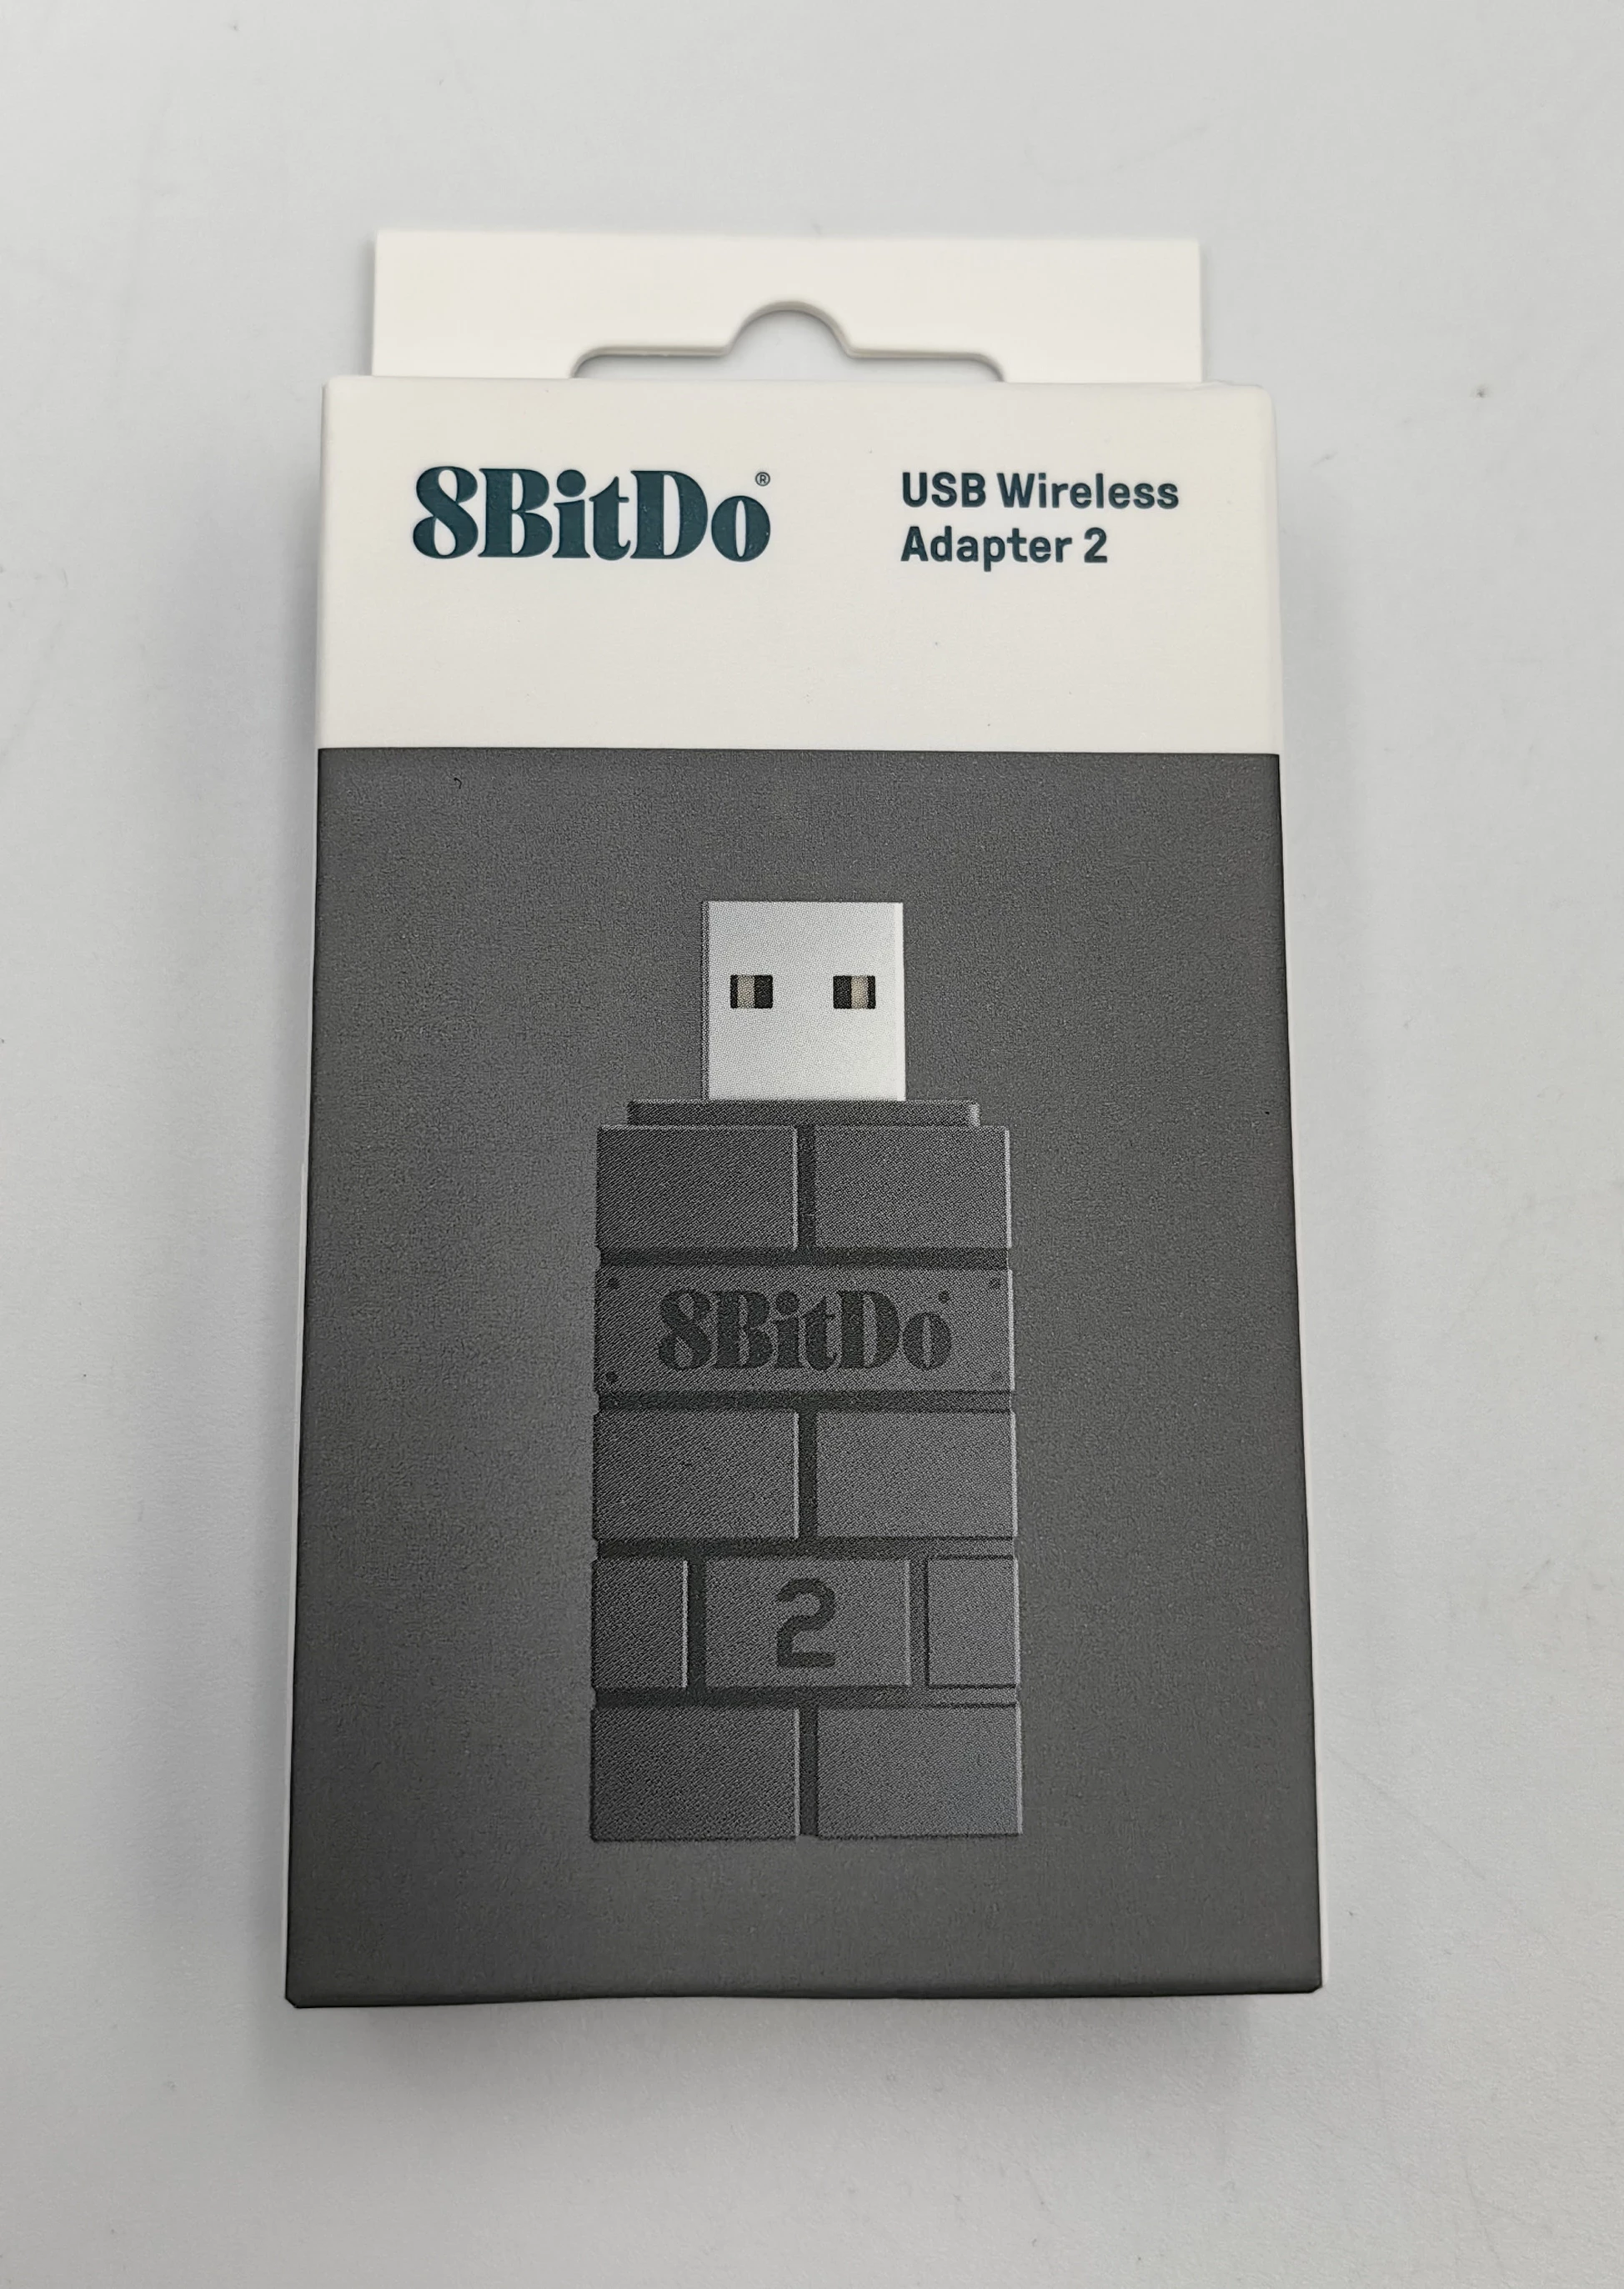 8BitDo®
USB Wireless
Adapter 2
8BitDo
2